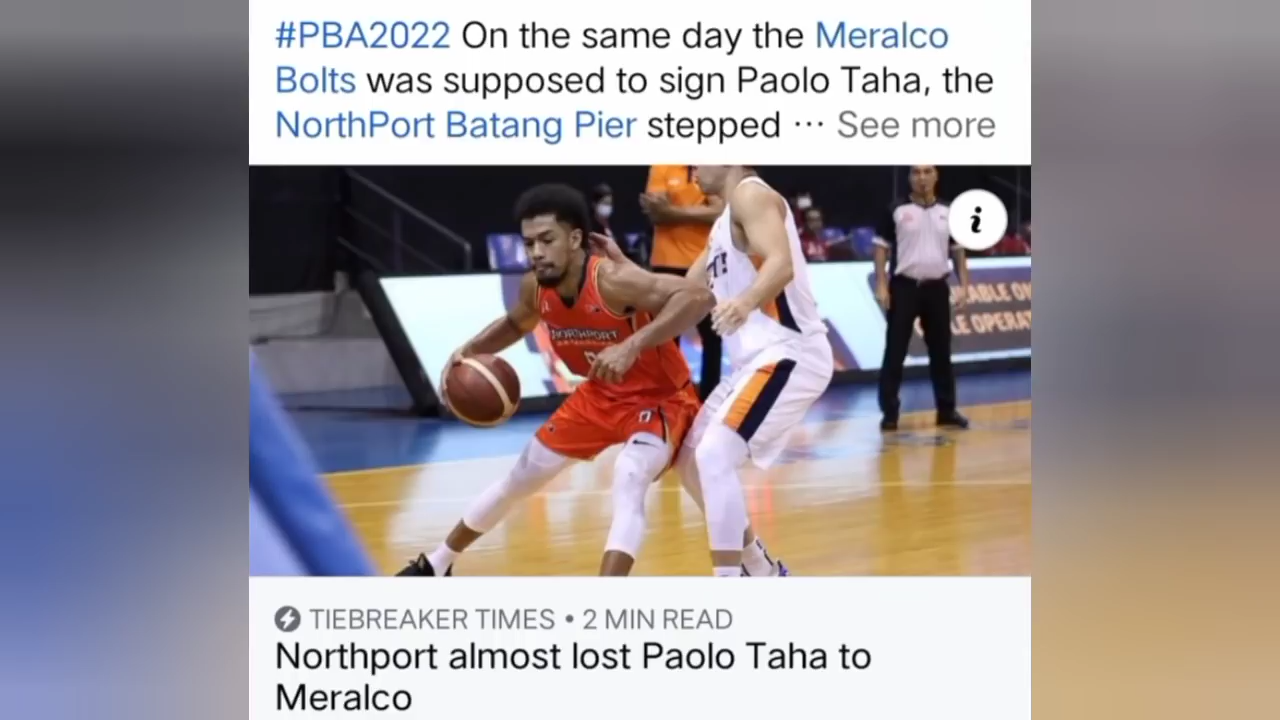 #PBA2022 On the same day the Meralco
Bolts was supposed to sign Paolo Taha, the
NorthPort Batang Pier stepped ... See more
i
NORTHPORT
TIEBREAKER TIMES • 2 MIN READ
Northport almost lost Paolo Taha to
Meralco